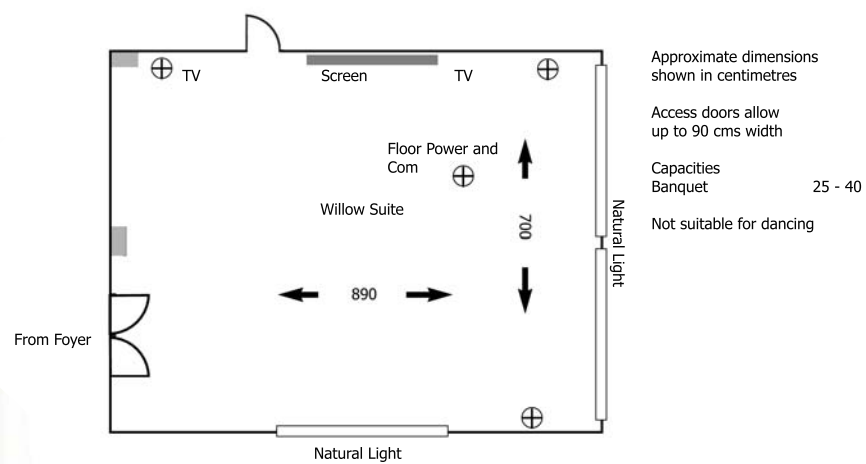 TV
Screen
TV
Floor Power and
Com
Willow Suite
700
890
From Foyer
Natural Light
Natural Light
Approximate dimensions
shown in centimetres
Access doors allow
up to 90 cms width
Capacities
Banquet 25 - 40
Not suitable for dancing